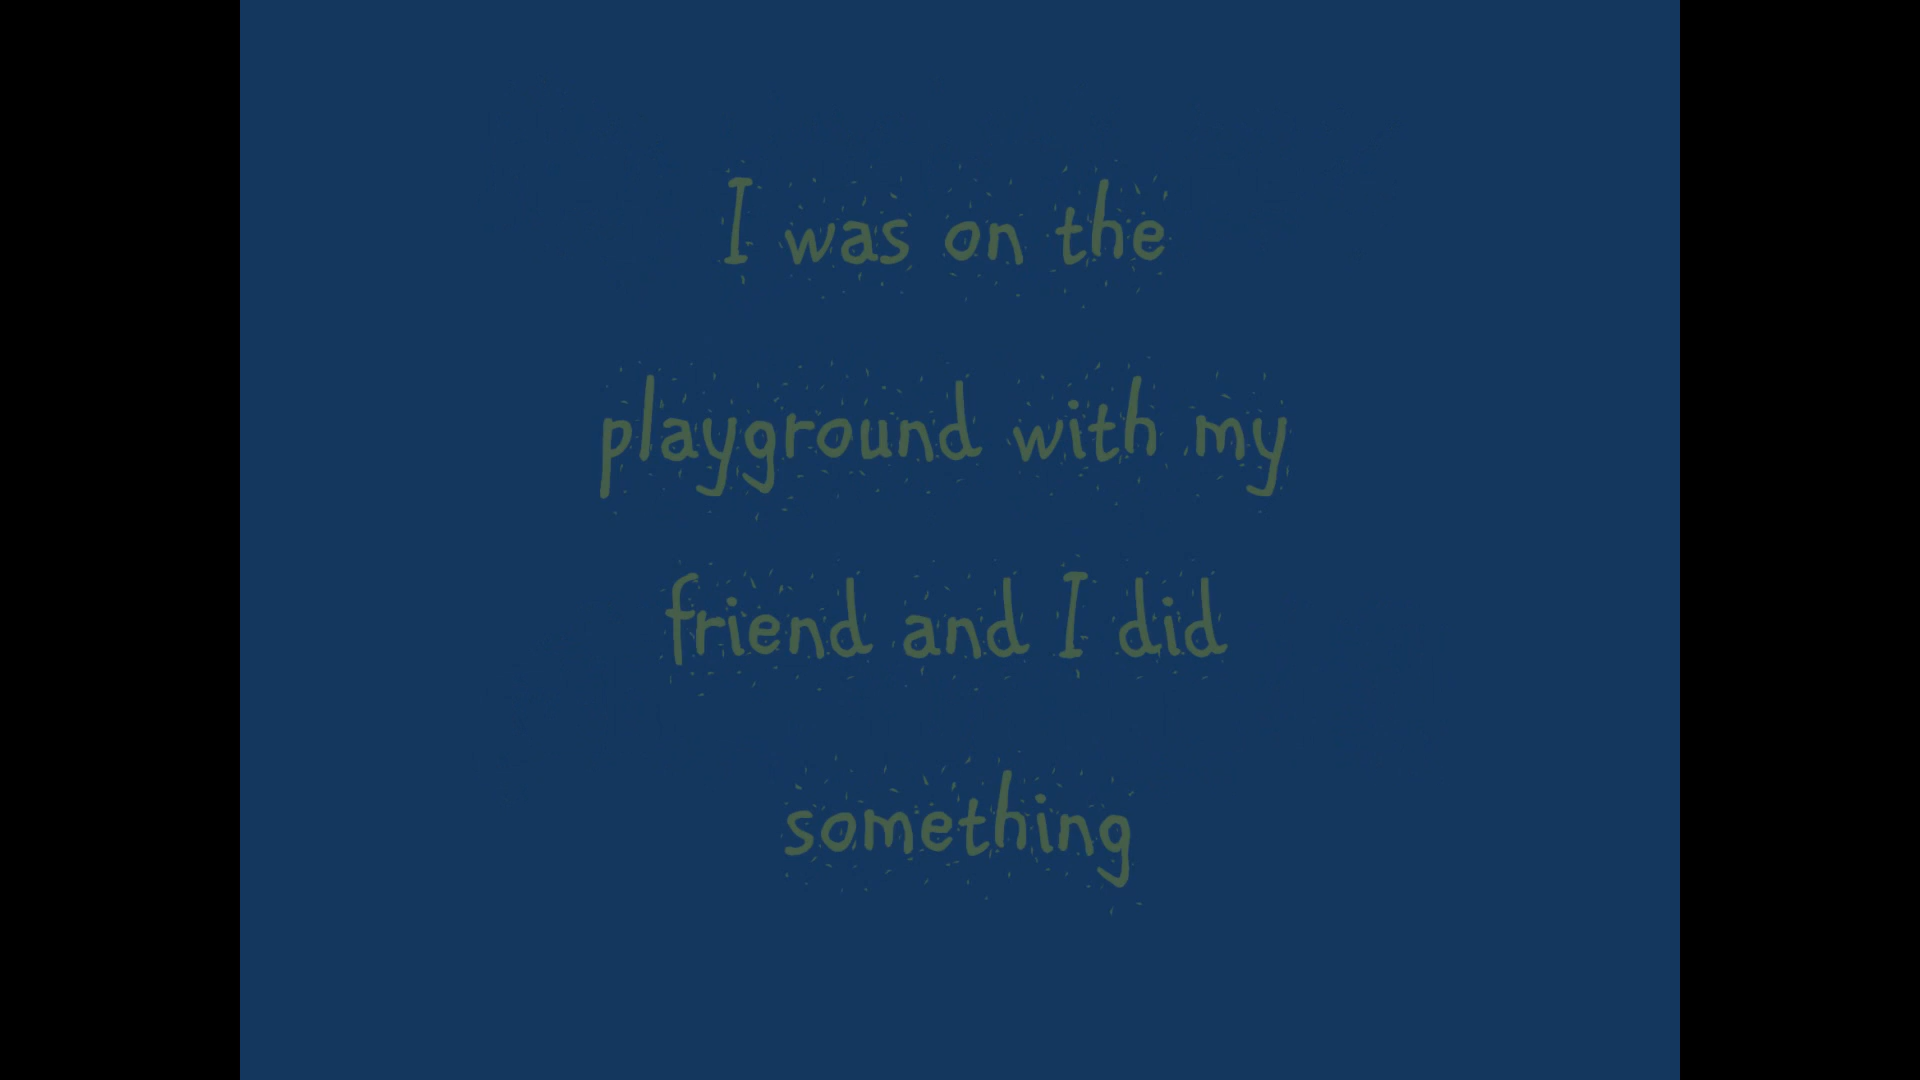 I was on the
playground with my
friend and I did
something